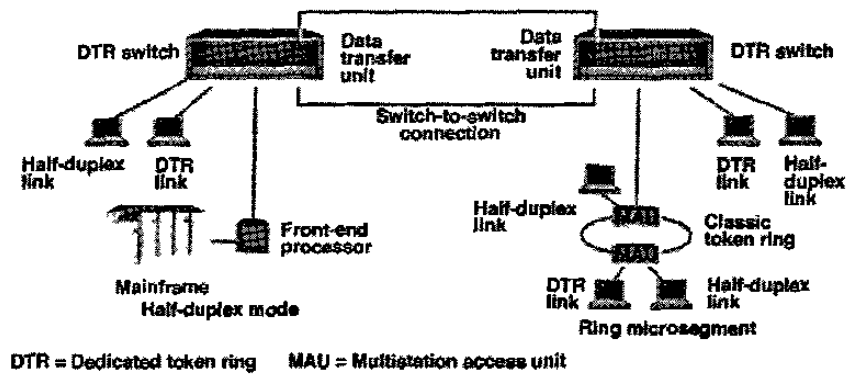 DTR switch
Data
transfer
unit
Data
transfer
unit
DTR switch
Switch-to-switch
connection
Half-duplex
link
DTR
link
DTR
link
Half-
duplex
link
Half-duplex
link
MAU
Classic
token ring
MAU
Front-end
processor
Mainframe
Half-duplex mode
DTR
link
Half-duplex
link
Ring microsegment
DTR = Dedicated token ring MAU = Multistation access unit